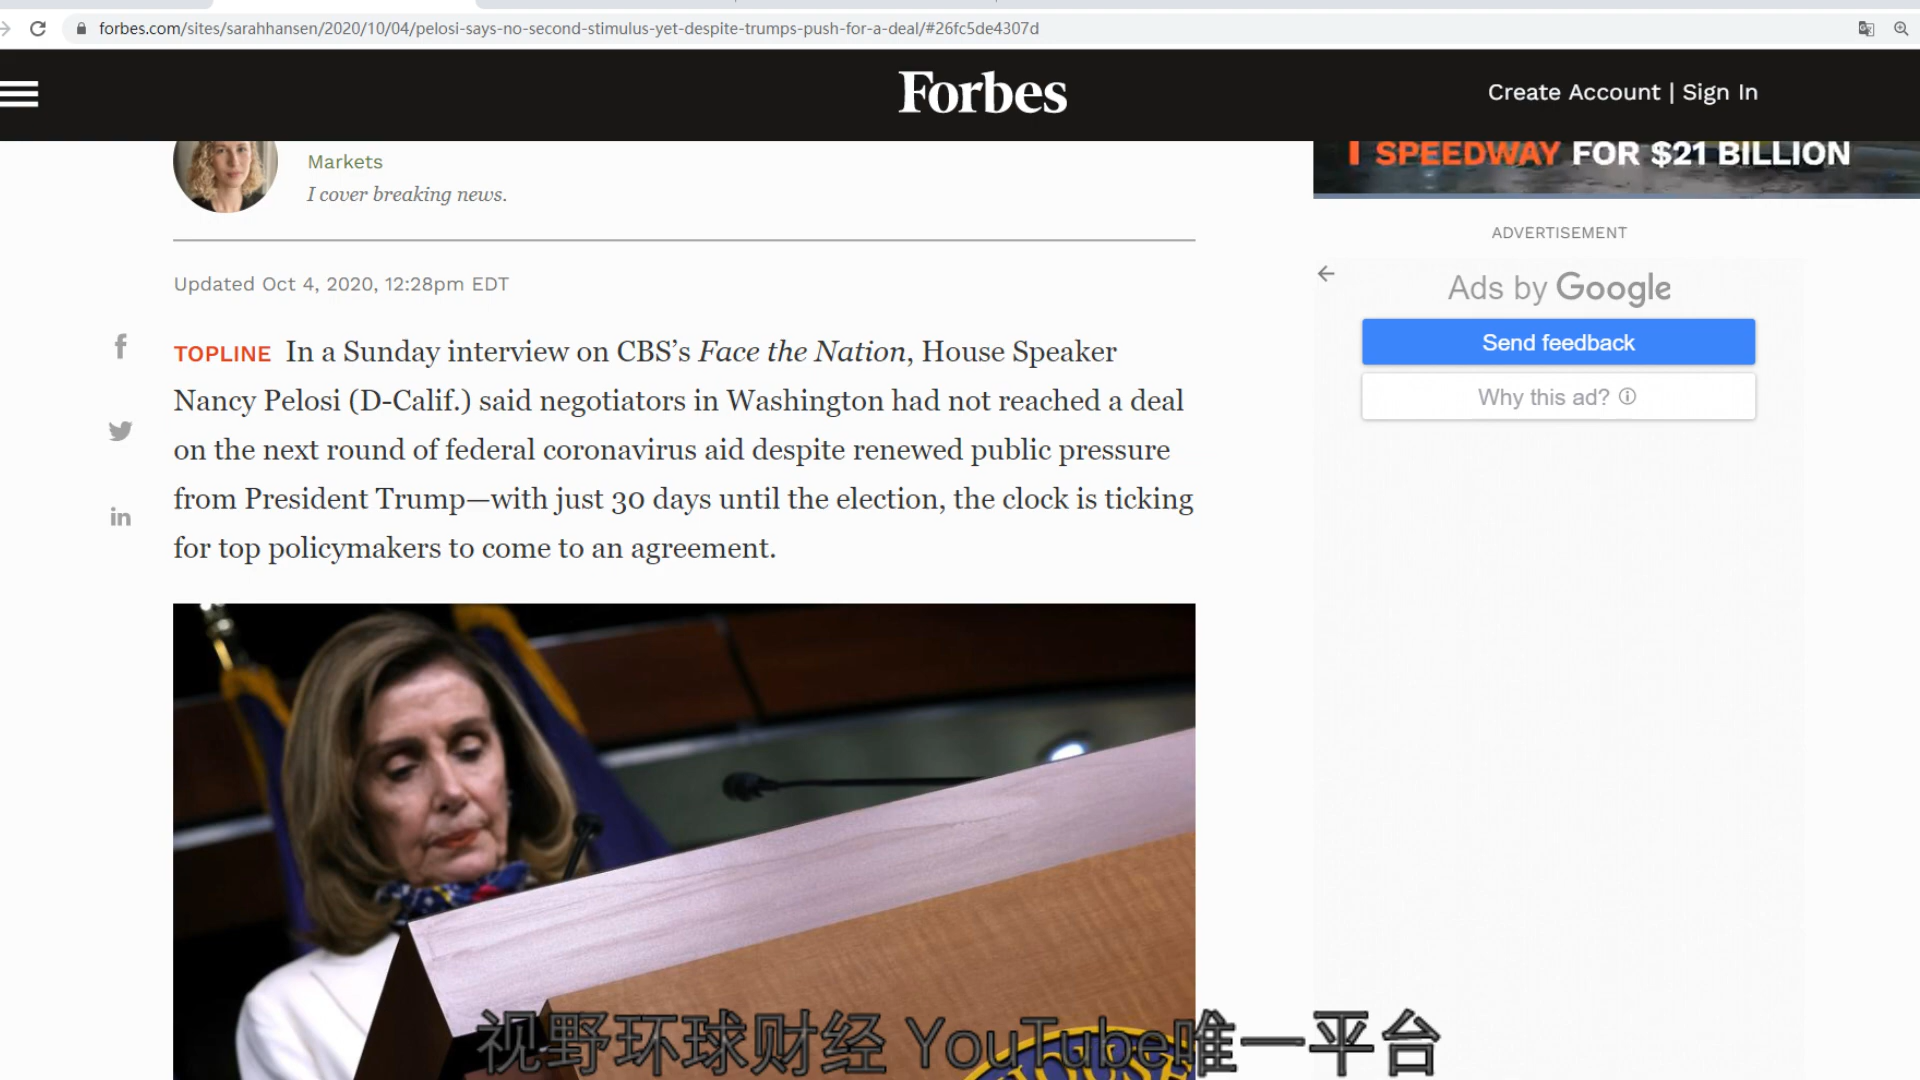 forbes.com/sites/sarahhansen/2020/10/04/pelosi-says-no-second-stimulus-yet-despite-trumps-push-for-a-deal/#26fc5de4307d
Forbes
Create Account | Sign In
Markets
I cover breaking news.
SPEEDWAY FOR $21 BILLION
ADVERTISEMENT
Ads by Google
Send feedback
Why this ad?
Updated Oct 4, 2020, 12:28pm EDT
TOPLINE In a Sunday interview on CBS’s Face the Nation, House Speaker
Nancy Pelosi (D-Calif.) said negotiators in Washington had not reached a deal
on the next round of federal coronavirus aid despite renewed public pressure
from President Trump—with just 30 days until the election, the clock is ticking
for top policymakers to come to an agreement.
视野环球财经 YouTube唯一平台